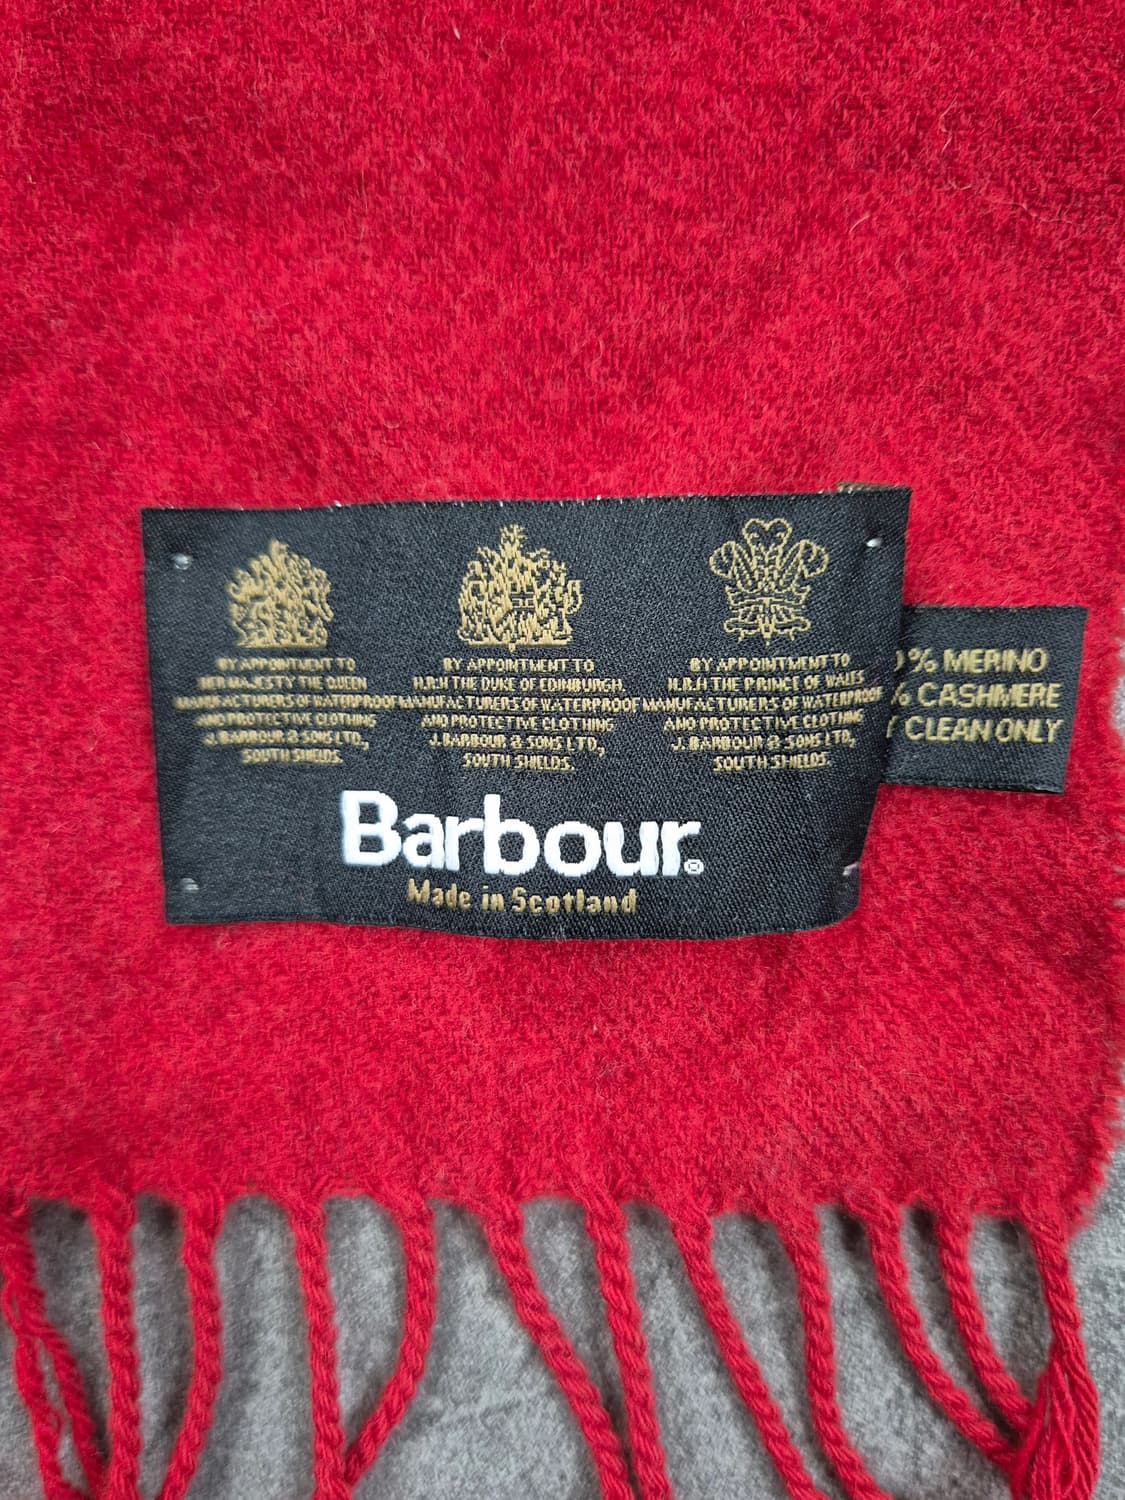 BY APPOINTMENT TO
HER MAJESTY THE QUEEN
MANUFACTURERS OF WATERPROOF
AND PROTECTIVE CLOTHING
J. BARBOUR & SONS LTD.,
SOUTH SHIELDS.
BY APPOINTMENT TO
H.R.H THE DUKE OF EDINBURGH.
MANUFACTURERS OF WATERPROOF
AND PROTECTIVE CLOTHING
J. BARBOUR & SONS LTD.,
SOUTH SHIELDS.
BY APPOINTMENT TO
H.R.H THE PRINCE OF WALES
MANUFACTURERS OF WATERPROOF
AND PROTECTIVE CLOTHING
J. BARBOUR & SONS LTD.,
SOUTH SHIELDS.
Barbour®
Made in Scotland
% MERINO
% CASHMERE
CLEAN ONLY